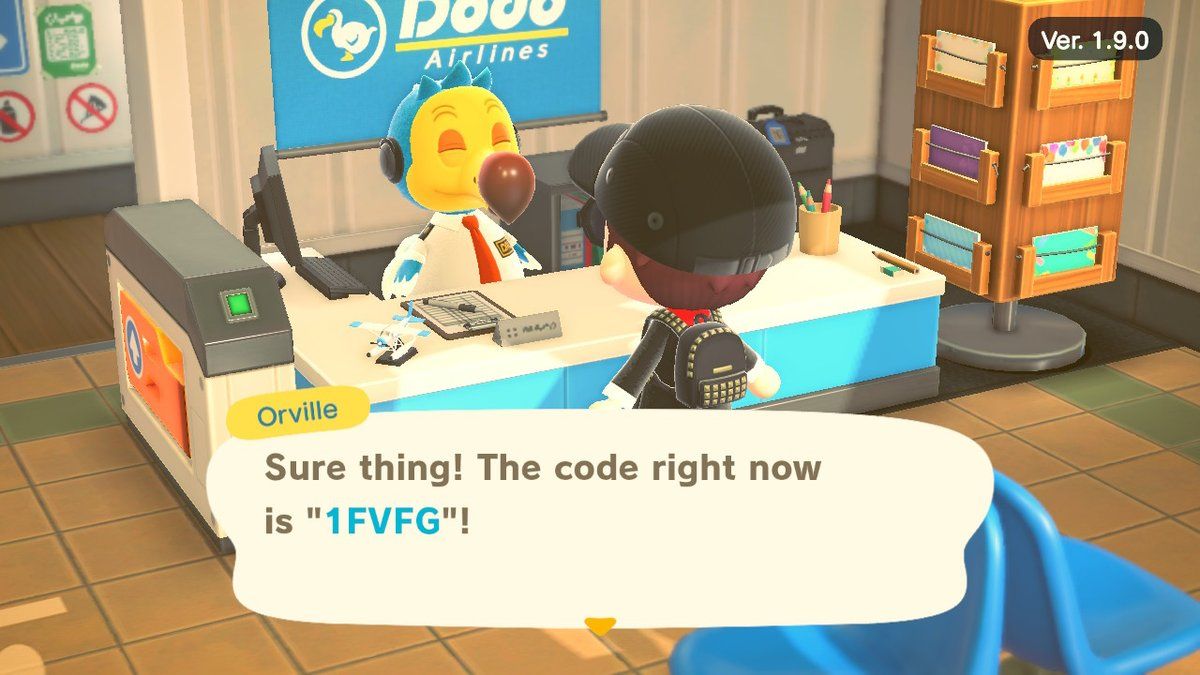 Dodo
Airlines
Ver. 1.9.0
Orville
Sure thing! The code right now
is "1FVFG"!